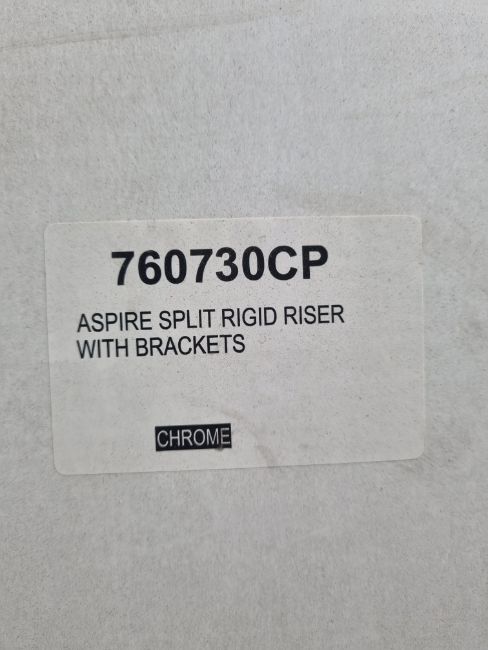 760730CP
ASPIRE SPLIT RIGID RISER
WITH BRACKETS
CHROME